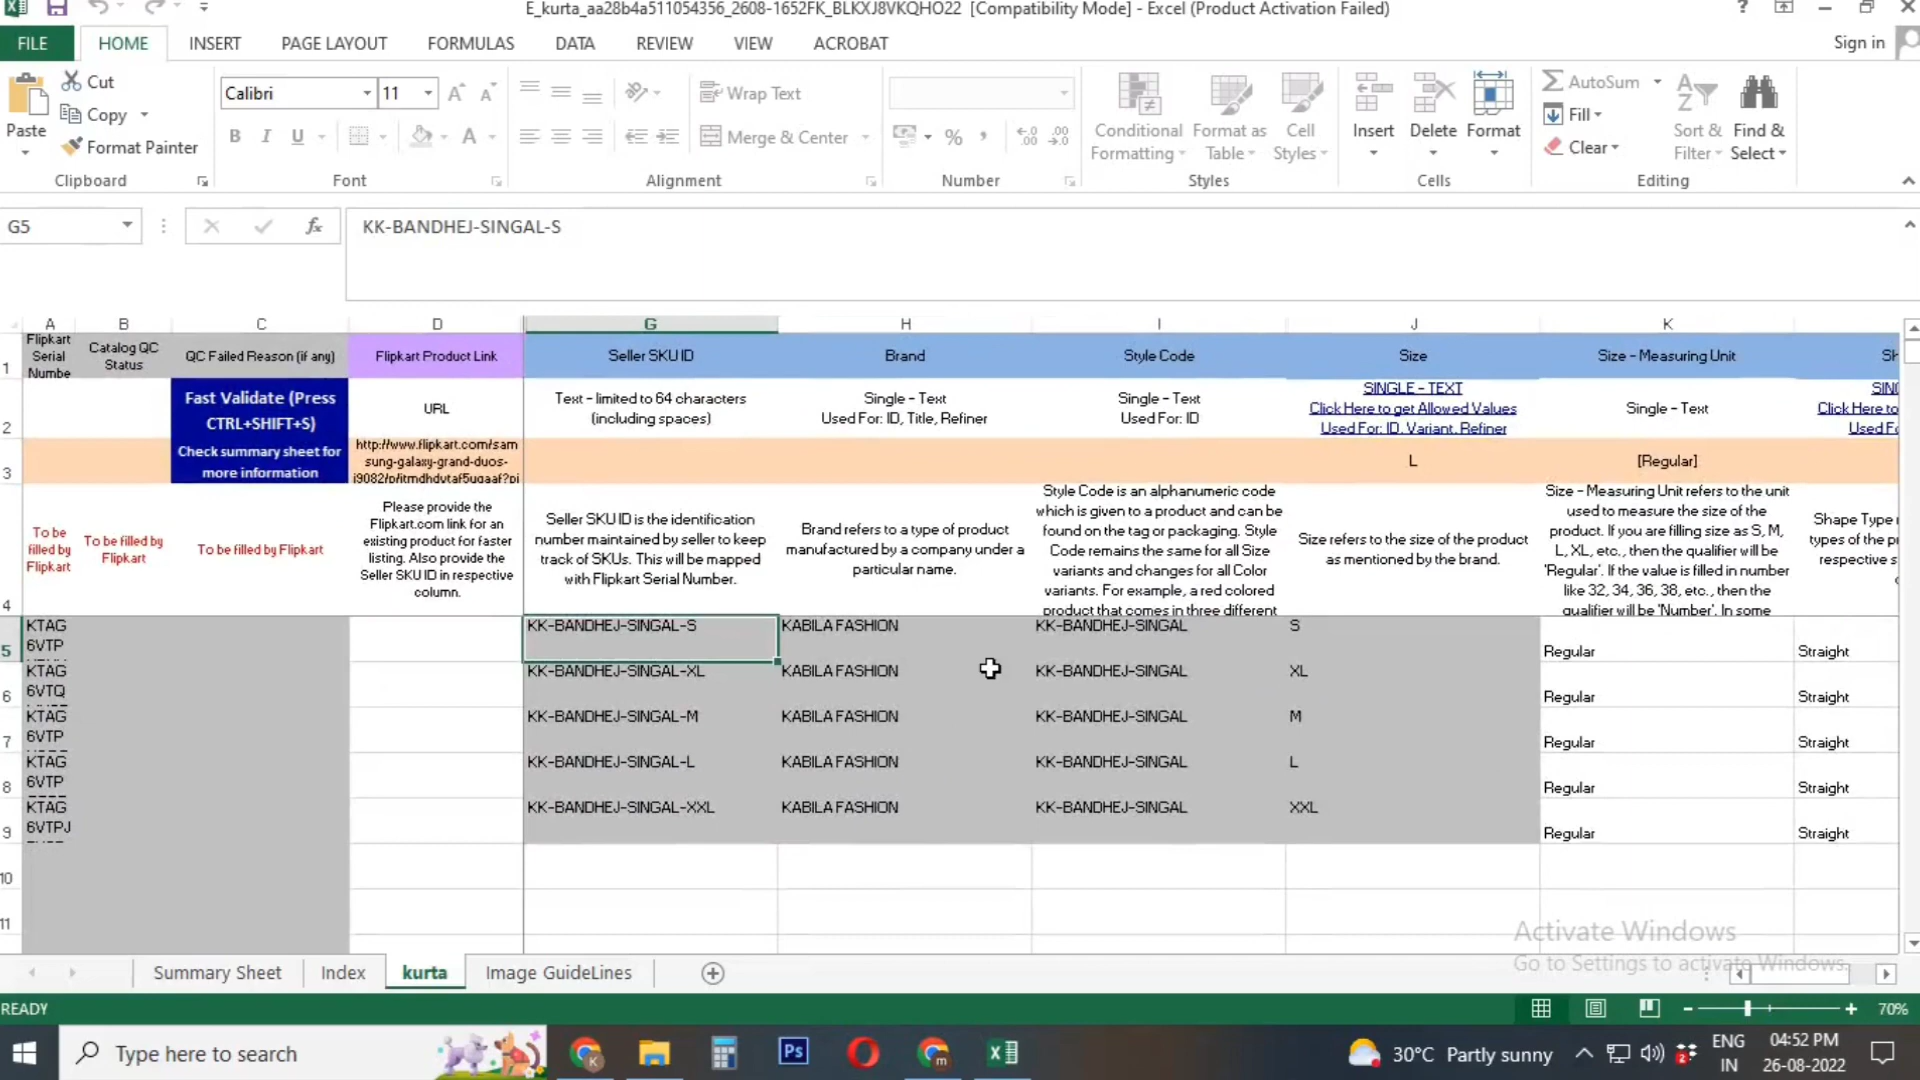 E_kurta_aa28b4a511054356_2608-1652FK_BLKXJ8VKQHO22 [Compatibility Mode] - Excel (Product Activation Failed)
FILE HOME INSERT PAGE LAYOUT FORMULAS DATA REVIEW VIEW ACROBAT Sign in
Paste
Cut
Copy
Format Painter
Calibri 11
B I U
Wrap Text
Merge & Center
Conditional Formatting
Format as Table
Cell Styles
Insert Delete Format
AutoSum
Fill
Clear
Sort & Filter
Find & Select
Clipboard Font Alignment Number Styles Cells Editing
G5 fx KK-BANDHEJ-SINGAL-S
A B C D G H I J K
1
Flipkart
Serial
Numbe
Catalog QC
Status
QC Failed Reason (if any)
Flipkart Product Link
Seller SKU ID
Brand
Style Code
Size
Size - Measuring Unit
Sh
2
Fast Validate (Press
CTRL+SHIFT+S)
URL
Text - limited to 64 characters
(including spaces)
Single - Text
Used For: ID, Title, Refiner
Single - Text
Used For: ID
SINGLE - TEXT
Click Here to get Allowed Values
Used For: ID, Variant, Refiner
Single - Text
SING
Click Here to
Used Fo
3
Check summary sheet for
more information
http://www.flipkart.com/sam
sung-galaxy-grand-duos-
i9082/p/itmdhdvtaf5ugaaf?pi
L
[Regular]
4
To be
filled by
Flipkart
To be filled by
Flipkart
To be filled by Flipkart
Please provide the
Flipkart.com link for an
existing product for faster
listing. Also provide the
Seller SKU ID in respective
column.
Seller SKU ID is the identification
number maintained by seller to keep
track of SKUs. This will be mapped
with Flipkart Serial Number.
Brand refers to a type of product
manufactured by a company under a
particular name.
Style Code is an alphanumeric code
which is given to a product and can be
found on the tag or packaging. Style
Code remains the same for all Size
variants and changes for all Color
variants. For example, a red colored
product that comes in three different
Size refers to the size of the product
as mentioned by the brand.
Size - Measuring Unit refers to the unit
used to measure the size of the
product. If you are filling size as S, M,
L, XL, etc., then the qualifier will be
'Regular'. If the value is filled in number
like 32, 34, 36, 38, etc., then the
qualifier will be 'Number'. In some
Shape Type r
types of the p
respective s
5 KTAG 6VTP KK-BANDHEJ-SINGAL-S KABILA FASHION KK-BANDHEJ-SINGAL S Regular Straight
6 KTAG 6VTQ KK-BANDHEJ-SINGAL-XL KABILA FASHION KK-BANDHEJ-SINGAL XL Regular Straight
7 KTAG 6VTP KK-BANDHEJ-SINGAL-M KABILA FASHION KK-BANDHEJ-SINGAL M Regular Straight
8 KTAG 6VTP KK-BANDHEJ-SINGAL-L KABILA FASHION KK-BANDHEJ-SINGAL L Regular Straight
9 KTAG 6VTPJ KK-BANDHEJ-SINGAL-XXL KABILA FASHION KK-BANDHEJ-SINGAL XXL Regular Straight
10
11
Activate Windows
Go to Settings to activate Windows.
Summary Sheet Index kurta Image GuideLines
READY 70%
Type here to search
Ps
30°C Partly sunny
ENG
IN
04:52 PM
26-08-2022